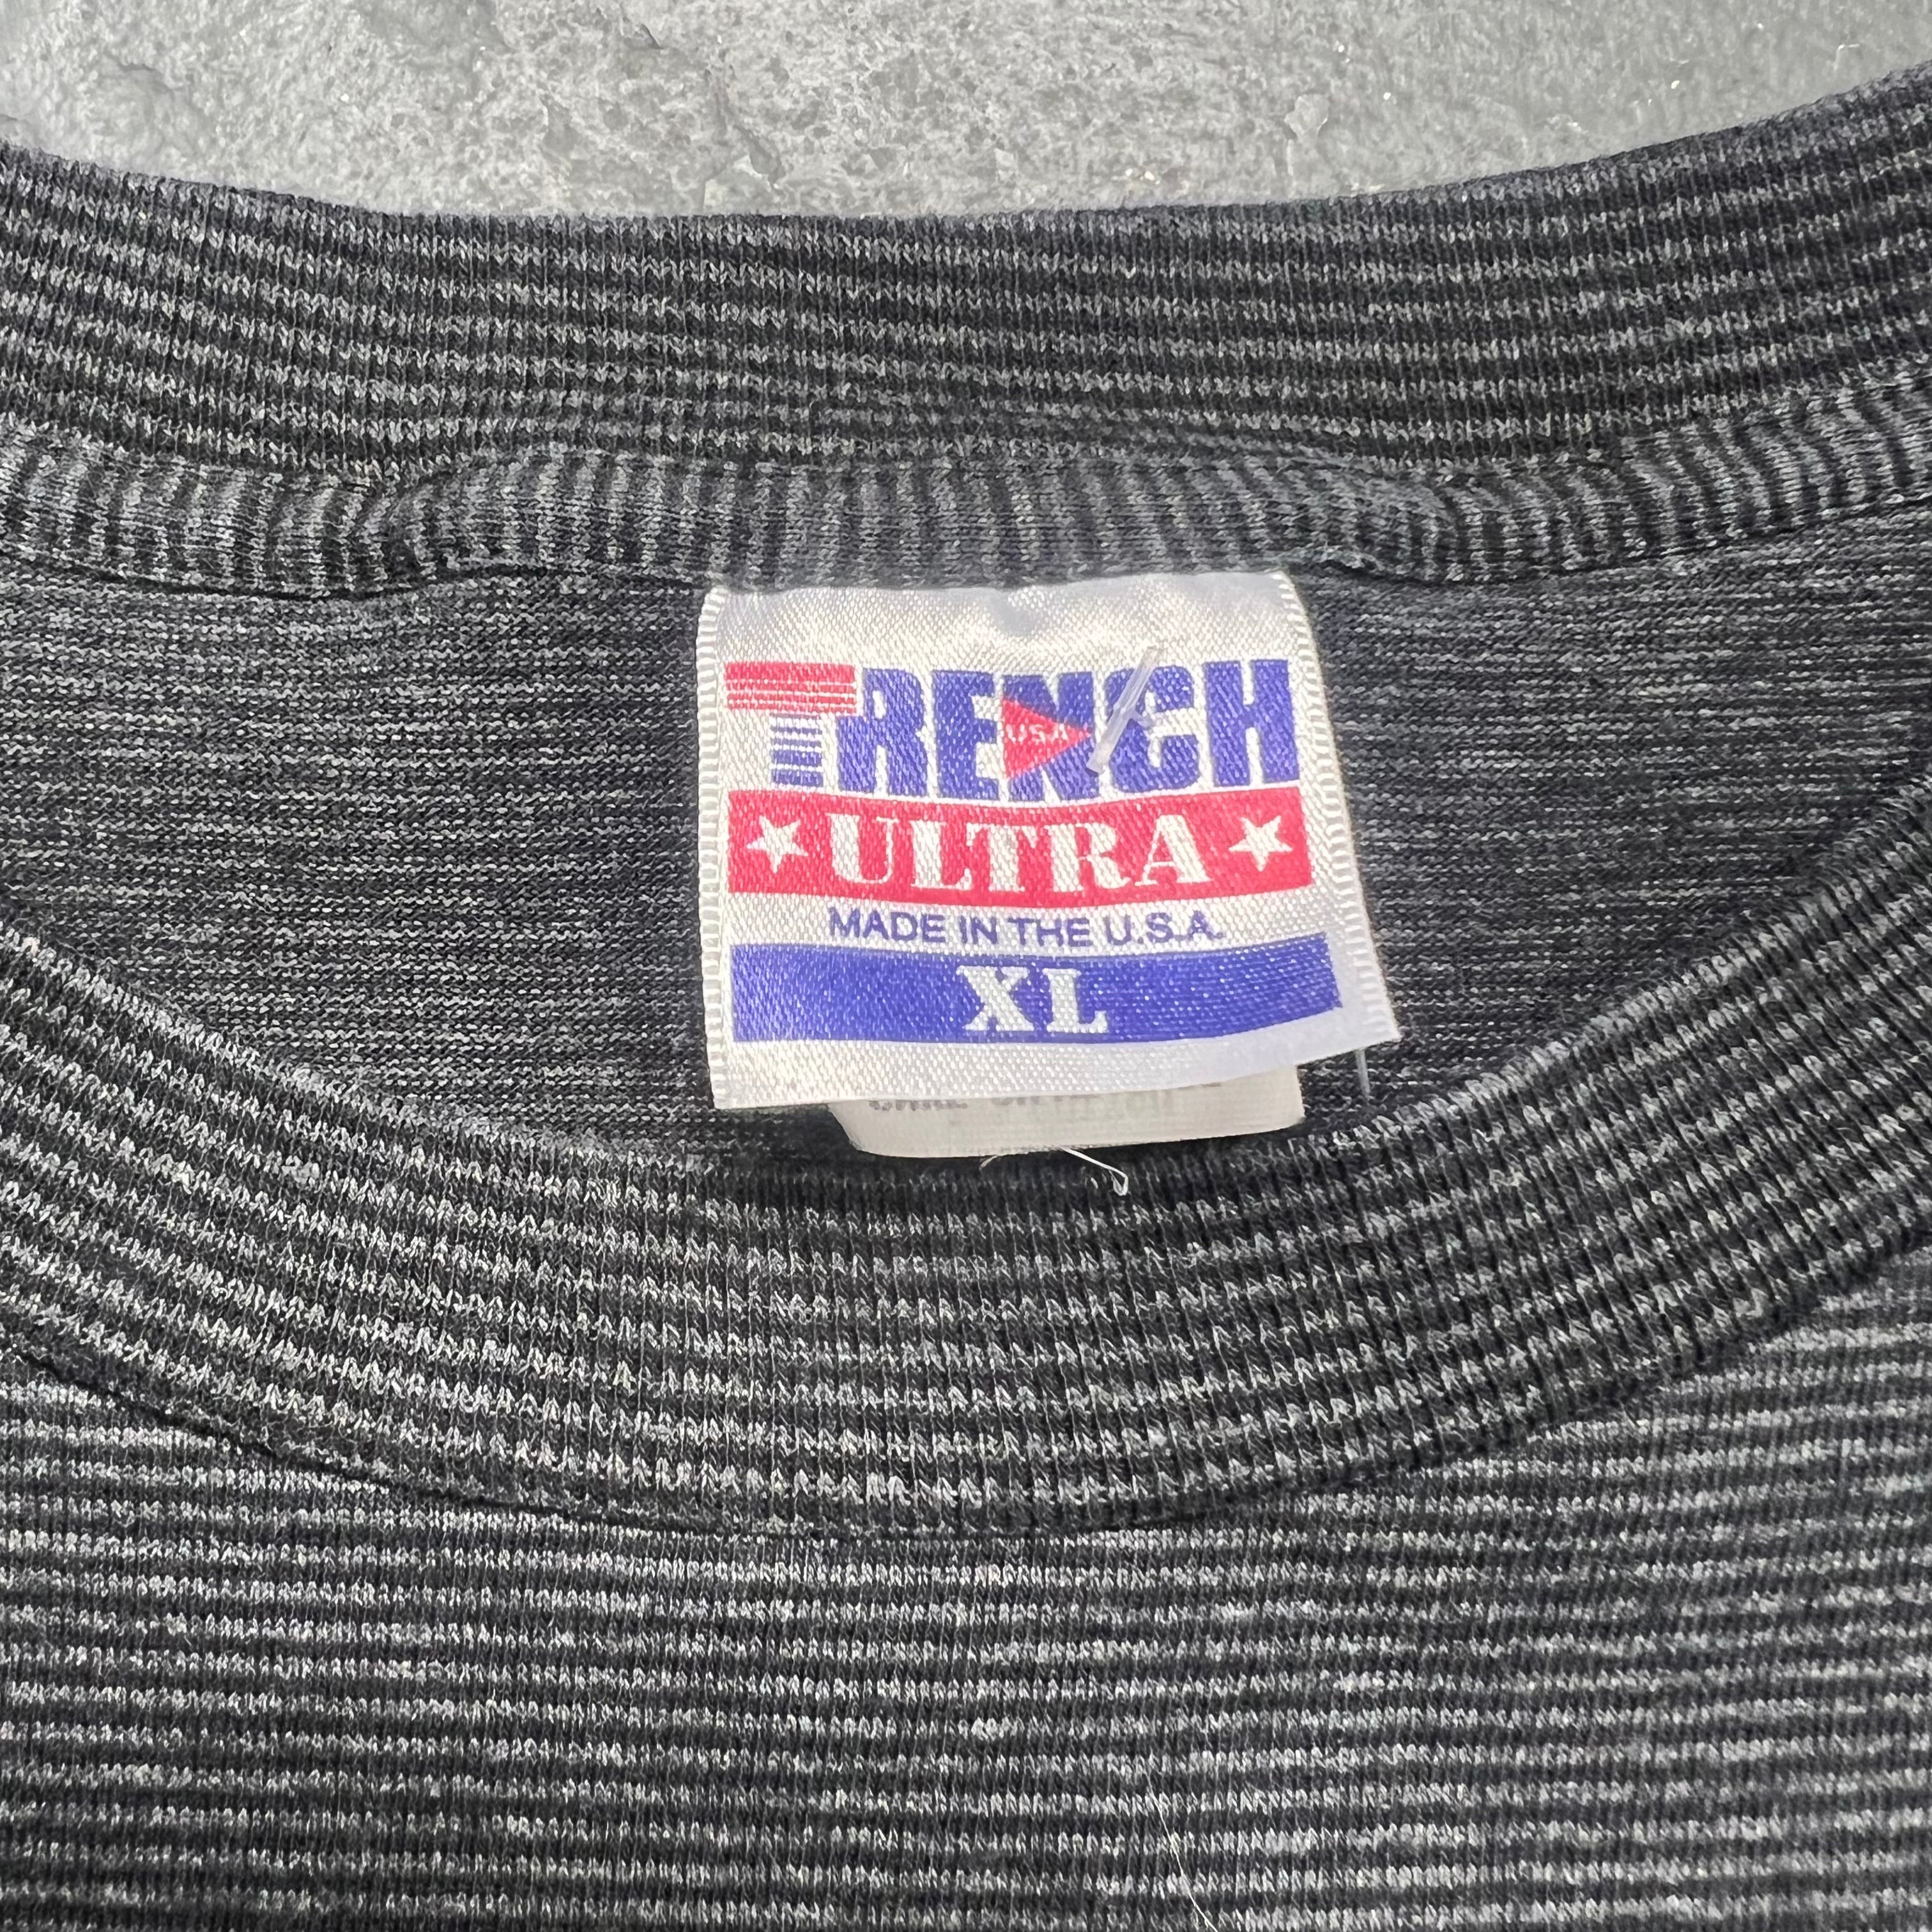 TRENCH
USA
ULTRA
MADE IN THE U.S.A.
XL